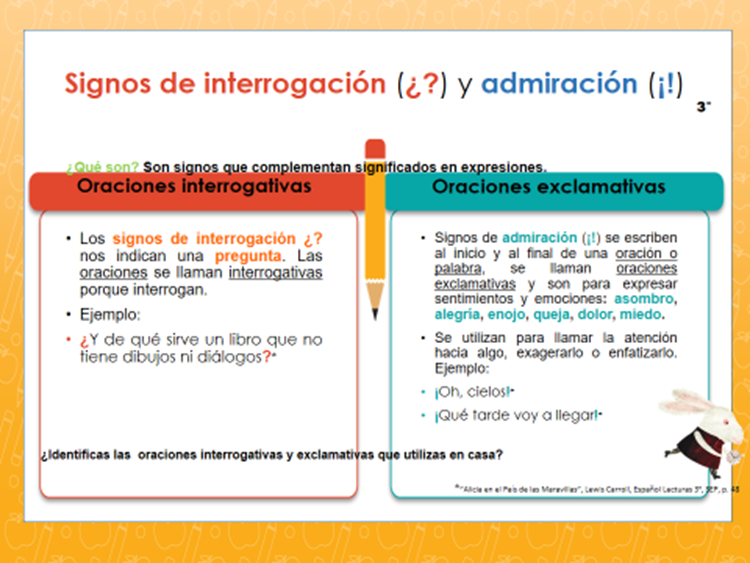 Signos de interrogación (¿?) y admiración (¡!)
3°
¿Qué son? Son signos que complementan significados en expresiones.
Oraciones interrogativas
• Los signos de interrogación ¿?
nos indican una pregunta. Las
oraciones se llaman interrogativas
porque interrogan.
• Ejemplo:
• ¿Y de qué sirve un libro que no
tiene dibujos ni diálogos?*
Oraciones exclamativas
• Signos de admiración (¡!) se escriben
al inicio y al final de una oración o
palabra, se llaman oraciones
exclamativas y son para expresar
sentimientos y emociones: asombro,
alegría, enojo, queja, dolor, miedo.
• Se utilizan para llamar la atención
hacia algo, exagerarlo o enfatizarlo.
Ejemplo:
• ¡Oh, cielos!*
• ¡Qué tarde voy a llegar!*
¿Identificas las oraciones interrogativas y exclamativas que utilizas en casa?
*"Alicia en el País de las Maravillas", Lewis Carroll, Español Lecturas 3°, SEP, p. 48